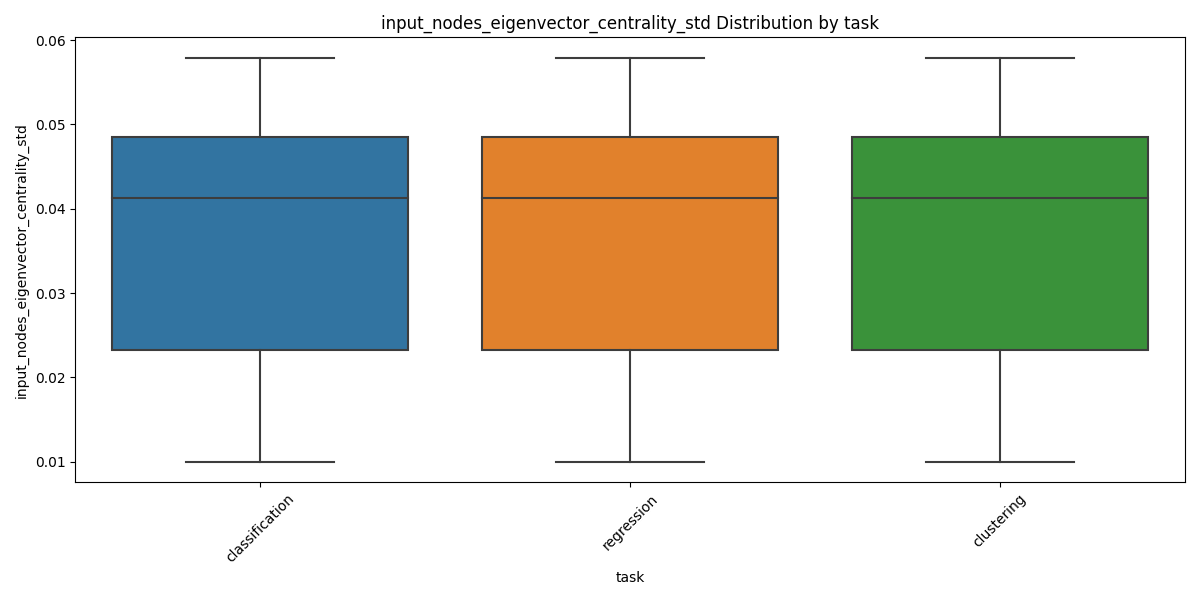 input_nodes_eigenvector_centrality_std Distribution by task
input_nodes_eigenvector_centrality_std
0.06
0.05
0.04
0.03
0.02
0.01
classification
regression
clustering
task